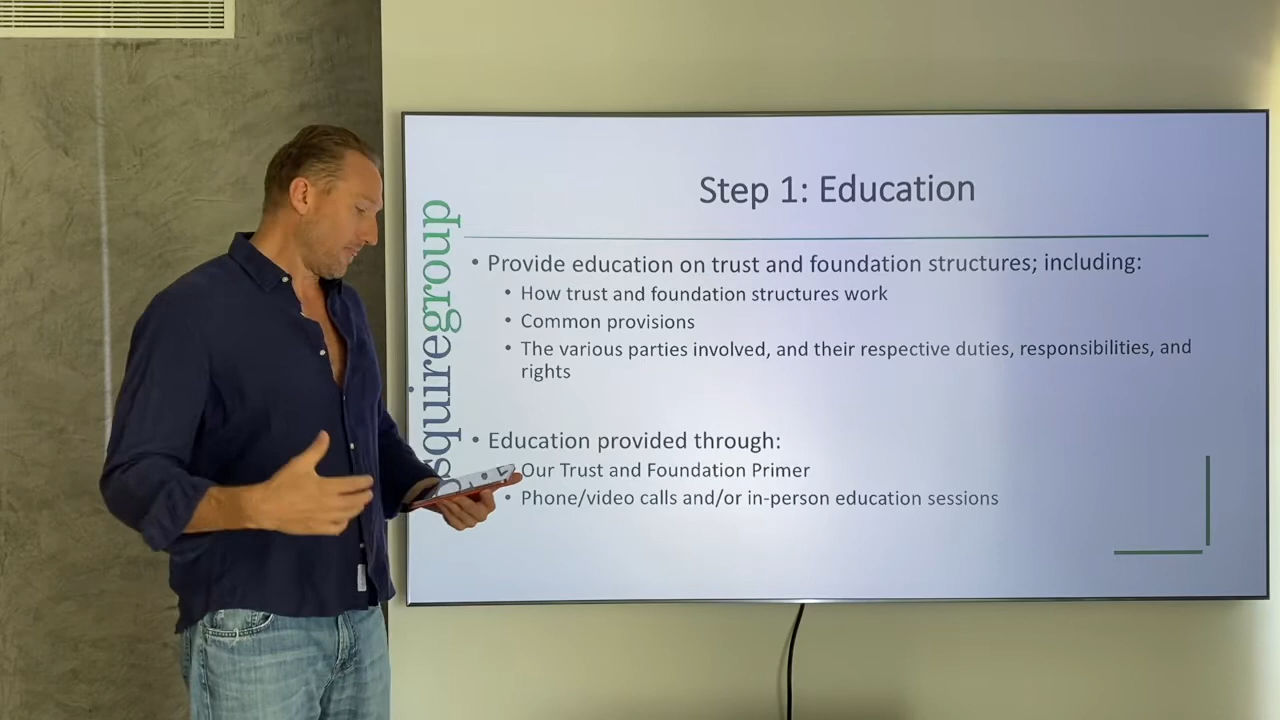 Step 1: Education
• Provide education on trust and foundation structures; including:
• How trust and foundation structures work
• Common provisions
• The various parties involved, and their respective duties, responsibilities, and
rights
• Education provided through:
Our Trust and Foundation Primer
• Phone/video calls and/or in-person education sessions
squiregroup